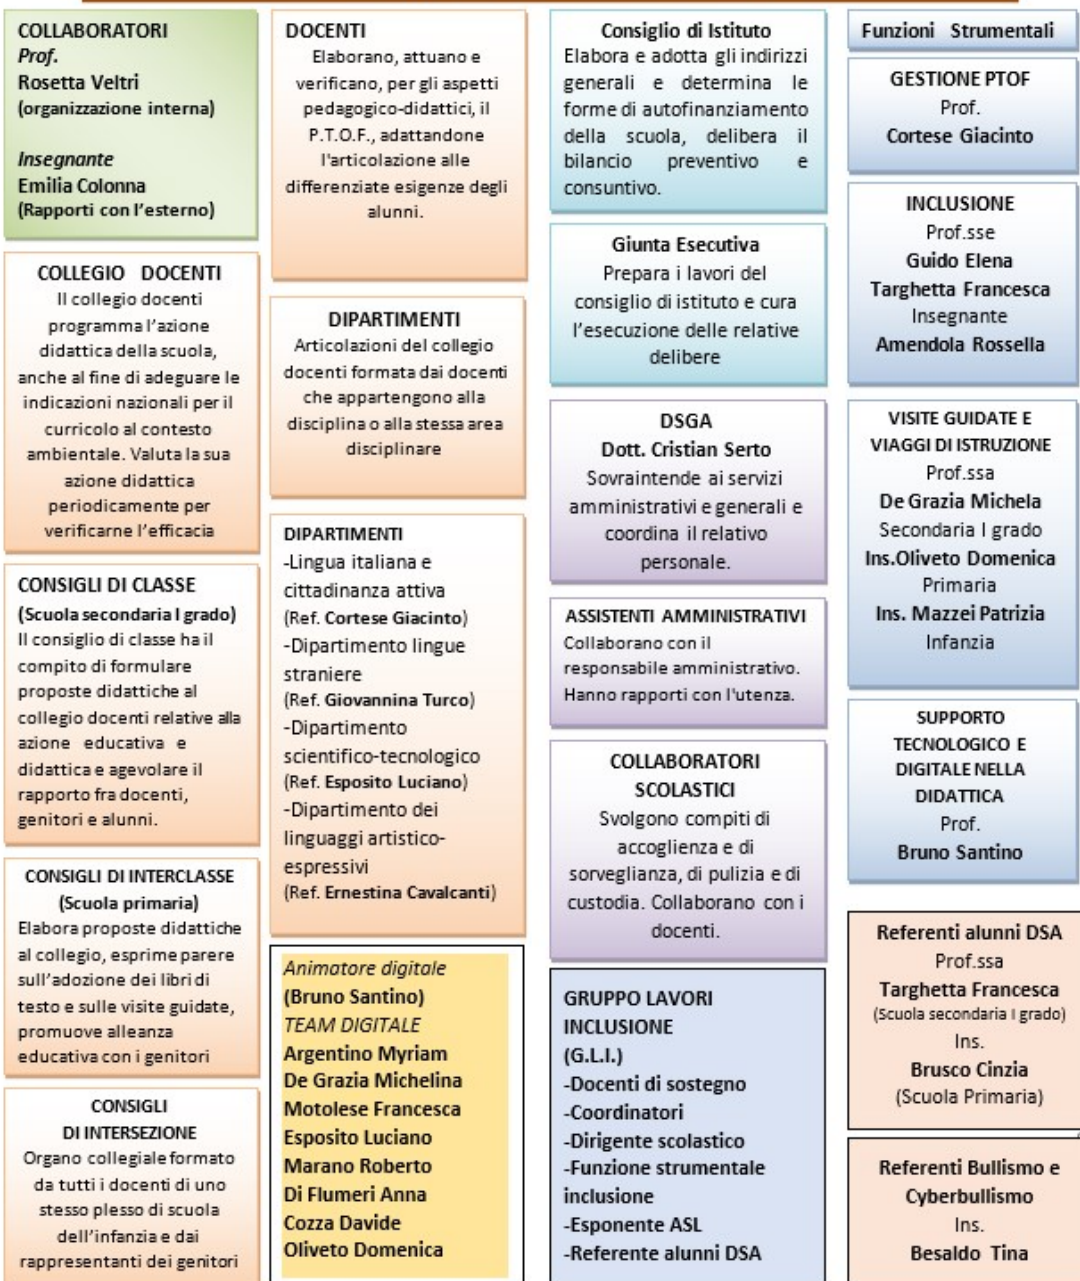 COLLABORATORI
Prof.
Rosetta Veltri
(organizzazione interna)
Insegnante
Emilia Colonna
(Rapporti con l'esterno)
COLLEGIO DOCENTI
Il collegio docenti
programma l'azione
didattica della scuola,
anche al fine di adeguare le
indicazioni nazionali per il
curricolo al contesto
ambientale. Valuta la sua
azione didattica
periodicamente per
verificarne l'efficacia
CONSIGLI DI CLASSE
(Scuola secondaria I grado)
Il consiglio di classe ha il
compito di formulare
proposte didattiche al
collegio docenti relative alla
azione educativa e
didattica e agevolare il
rapporto fra docenti,
genitori e alunni.
CONSIGLI DI INTERCLASSE
(Scuola primaria)
Elabora proposte didattiche
al collegio, esprime parere
sull'adozione dei libri di
testo e sulle visite guidate,
promuove alleanza
educativa con i genitori
CONSIGLI
DI INTERSEZIONE
Organo collegiale formato
da tutti i docenti di uno
stesso plesso di scuola
dell'infanzia e dai
rappresentanti dei genitori
DOCENTI
Elaborano, attuano e
verificano, per gli aspetti
pedagogico-didattici, il
P.T.O.F., adattandone
l'articolazione alle
differenziate esigenze degli
alunni.
DIPARTIMENTI
Articolazioni del collegio
docenti formata dai docenti
che appartengono alla
disciplina o alla stessa area
disciplinare
DIPARTIMENTI
-Lingua italiana e
cittadinanza attiva
(Ref. Cortese Giacinto)
-Dipartimento lingue
straniere
(Ref. Giovannina Turco)
-Dipartimento
scientifico-tecnologico
(Ref. Esposito Luciano)
-Dipartimento dei
linguaggi artistico-
espressivi
(Ref. Ernestina Cavalcanti)
Animatore digitale
(Bruno Santino)
TEAM DIGITALE
Argentino Myriam
De Grazia Michelina
Motolese Francesca
Esposito Luciano
Marano Roberto
Di Flumeri Anna
Cozza Davide
Oliveto Domenica
Consiglio di Istituto
Elabora e adotta gli indirizzi
generali e determina le
forme di autofinanziamento
della scuola, delibera il
bilancio preventivo e
consuntivo.
Giunta Esecutiva
Prepara i lavori del
consiglio di istituto e cura
l'esecuzione delle relative
delibere
DSGA
Dott. Cristian Serto
Sovraintende ai servizi
amministrativi e generali e
coordina il relativo
personale.
ASSISTENTI AMMINISTRATIVI
Collaborano con il
responsabile amministrativo.
Hanno rapporti con l'utenza.
COLLABORATORI
SCOLASTICI
Svolgono compiti di
accoglienza e di
sorveglianza, di pulizia e di
custodia. Collaborano con i
docenti.
GRUPPO LAVORI
INCLUSIONE
(G.L.I.)
-Docenti di sostegno
-Coordinatori
-Dirigente scolastico
-Funzione strumentale
inclusione
-Esponente ASL
-Referente alunni DSA
Funzioni Strumentali
GESTIONE PTOF
Prof.
Cortese Giacinto
INCLUSIONE
Prof.sse
Guido Elena
Targhetta Francesca
Insegnante
Amendola Rossella
VISITE GUIDATE E
VIAGGI DI ISTRUZIONE
Prof.ssa
De Grazia Michela
Secondaria I grado
Ins.Oliveto Domenica
Primaria
Ins. Mazzei Patrizia
Infanzia
SUPPORTO
TECNOLOGICO E
DIGITALE NELLA
DIDATTICA
Prof.
Bruno Santino
Referenti alunni DSA
Prof.ssa
Targhetta Francesca
(Scuola secondaria I grado)
Ins.
Brusco Cinzia
(Scuola Primaria)
Referenti Bullismo e
Cyberbullismo
Ins.
Besaldo Tina